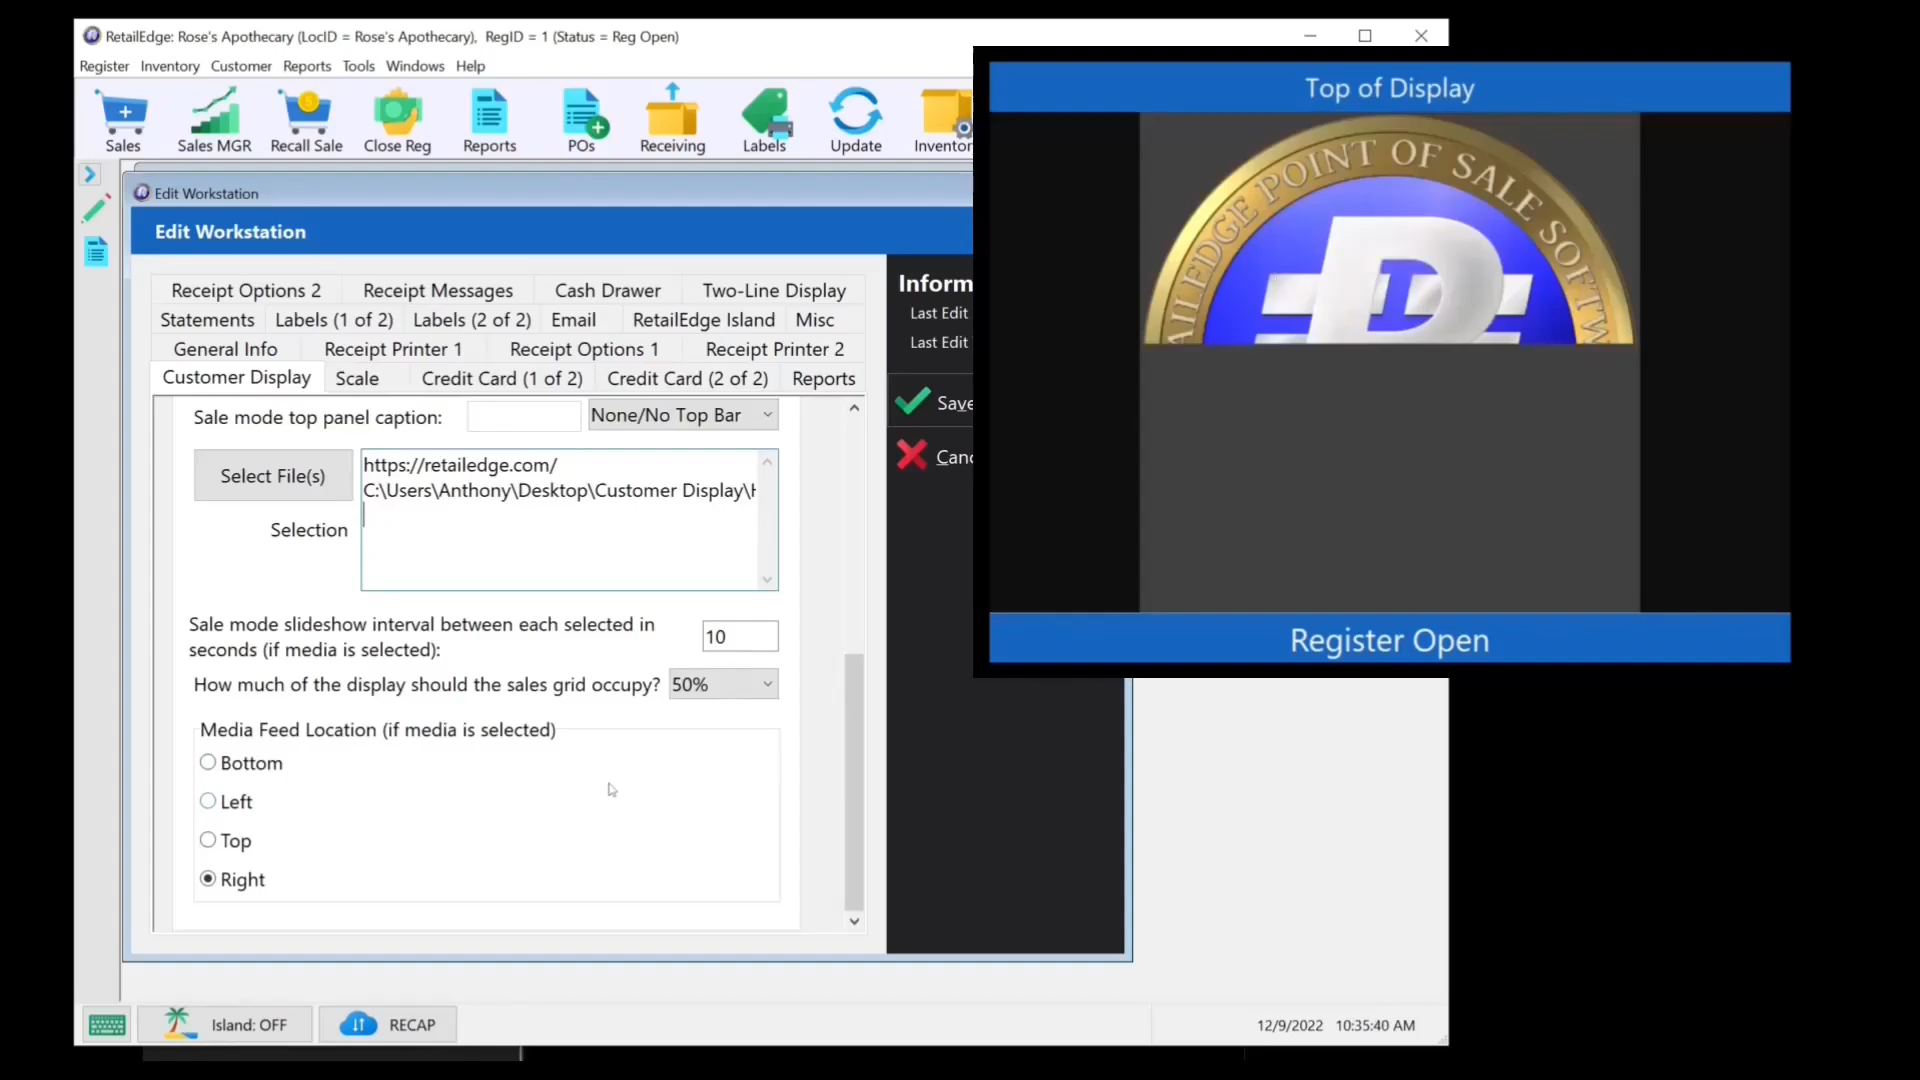 RetailEdge: Rose's Apothecary (LocID = Rose's Apothecary),  RegID = 1 (Status = Reg Open)
Register Inventory Customer Reports Tools Windows Help
Sales Sales MGR Recall Sale Close Reg Reports POs Receiving Labels Update Inventor
Edit Workstation
Edit Workstation
Receipt Options 2 Receipt Messages Cash Drawer Two-Line Display
Statements Labels (1 of 2) Labels (2 of 2) Email RetailEdge Island Misc
General Info Receipt Printer 1 Receipt Options 1 Receipt Printer 2
Customer Display Scale Credit Card (1 of 2) Credit Card (2 of 2) Reports
Sale mode top panel caption: None/No Top Bar
Select File(s)
https://retailedge.com/
C:\Users\Anthony\Desktop\Customer Display\
Selection
Sale mode slideshow interval between each selected in
seconds (if media is selected):
10
How much of the display should the sales grid occupy? 50%
Media Feed Location (if media is selected)
Bottom
Left
Top
Right
Inform
Last Edit
Last Edit
Save
Canc
Top of Display
AILEDGE POINT OF SALE SOFTW
Register Open
Island: OFF RECAP 12/9/2022 10:35:40 AM